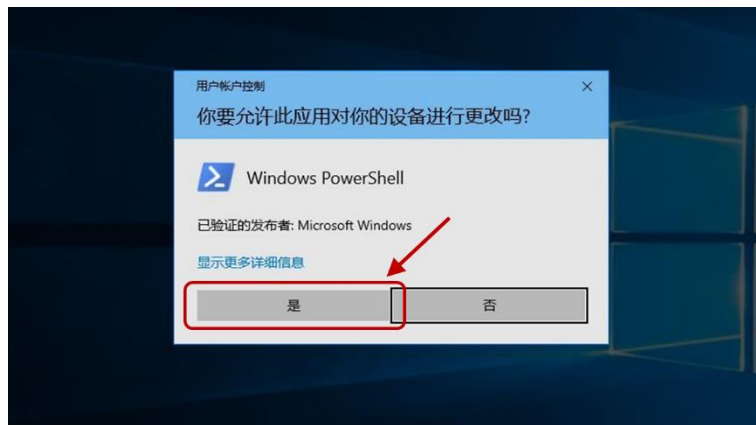 用户帐户控制
你要允许此应用对你的设备进行更改吗?
Windows PowerShell
已验证的发布者: Microsoft Windows
显示更多详细信息
是
否